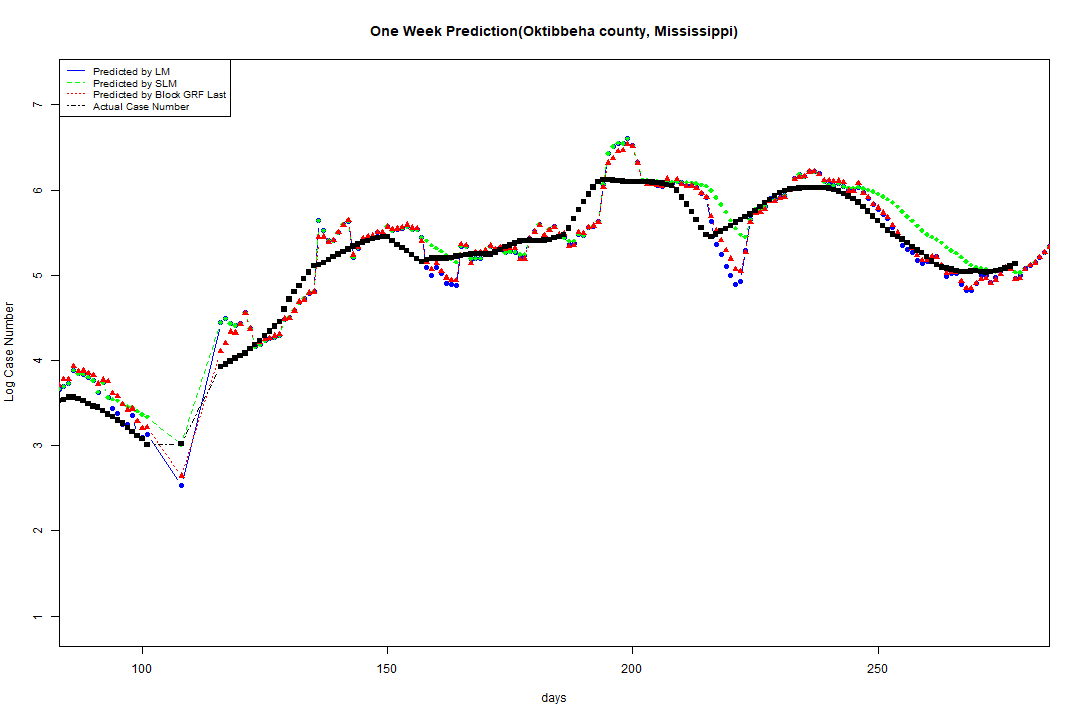 One Week Prediction(Oktibbeha county, Mississippi)
Predicted by LM
Predicted by SLM
Predicted by Block GRF Last
Actual Case Number
7
6
5
4
3
2
1
Log Case Number
100 150 200 250
days